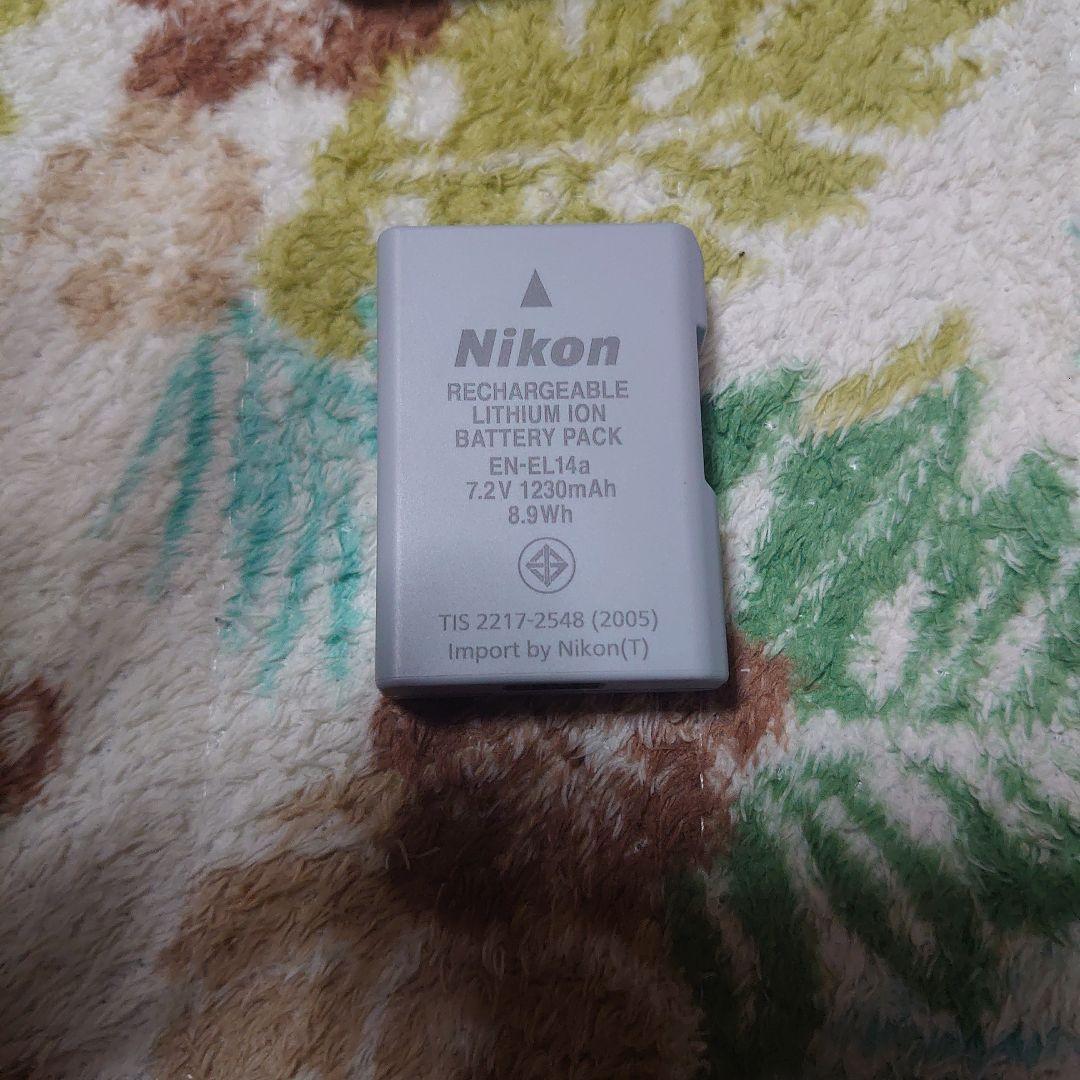 Nikon
RECHARGEABLE
LITHIUM ION
BATTERY PACK
EN-EL14a
7.2V 1230mAh
8.9Wh
TIS 2217-2548 (2005)
Import by Nikon(T)